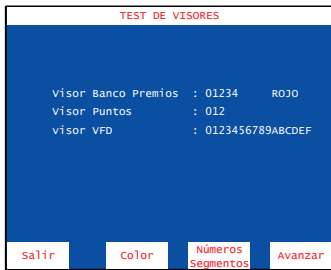 TEST DE VISORES
Visor Banco Premios : 01234 ROJO
Visor Puntos : 012
visor VFD : 0123456789ABCDEF
Salir Color Números Segmentos Avanzar